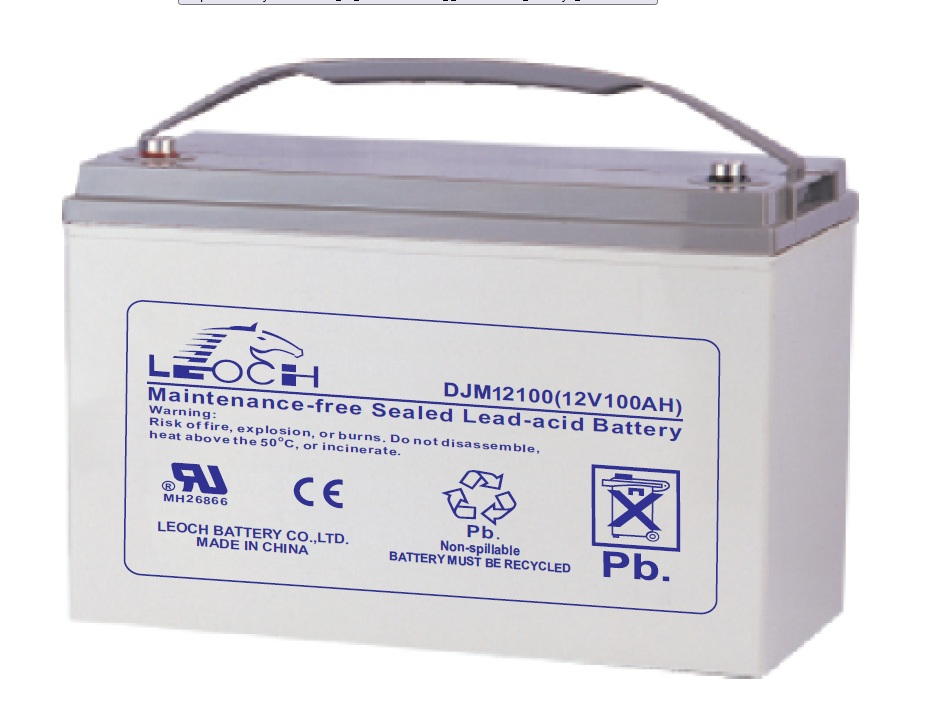 LEOCH
DJM12100(12V100AH)
Maintenance-free Sealed Lead-acid Battery
Warning:
Risk of fire, explosion, or burns. Do not disassemble,
heat above the 50°C, or incinerate.
®
MH26866
CE
Pb.
Non-spillable
BATTERY MUST BE RECYCLED
Pb.
LEOCH BATTERY CO.,LTD.
MADE IN CHINA